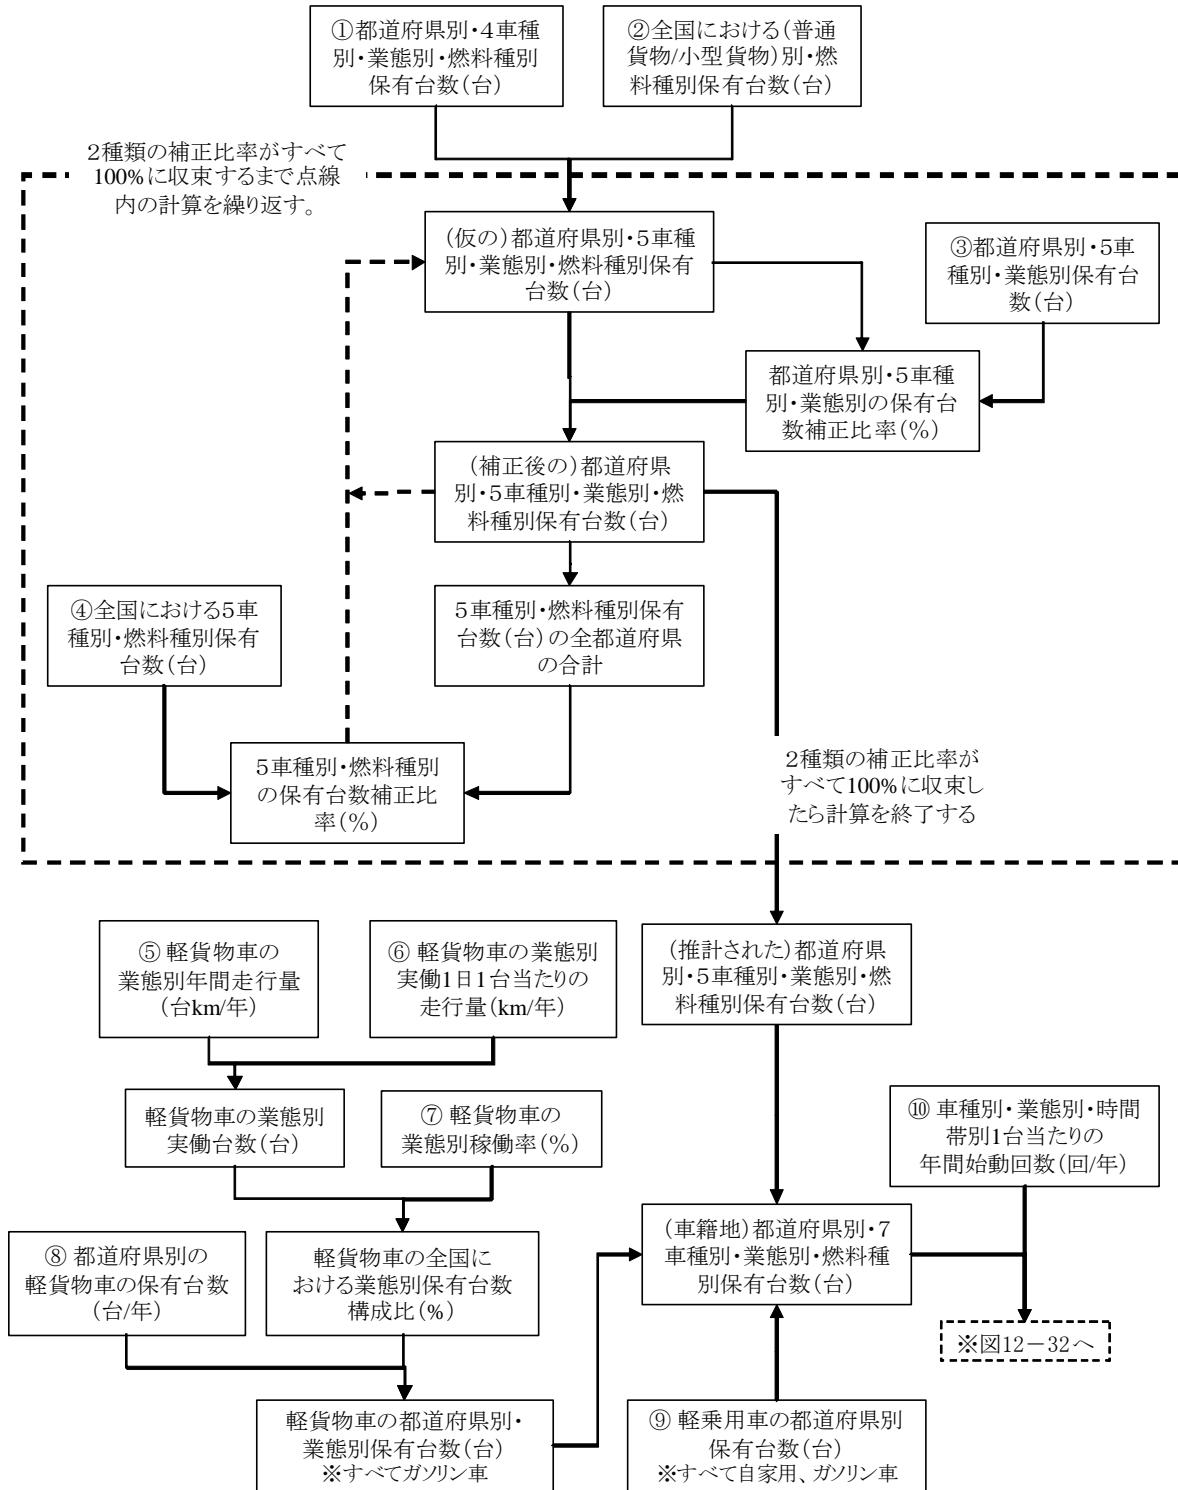 ①都道府県別・4車種
別・業態別・燃料種別
保有台数(台)
②全国における(普通
貨物/小型貨物)別・燃
料種別保有台数(台)
2種類の補正比率がすべて
100%に収束するまで点線
内の計算を繰り返す。
(仮の)都道府県別・5車種
別・業態別・燃料種別保有
台数(台)
③都道府県別・5車
種別・業態別保有台
数(台)
都道府県別・5車種
別・業態別の保有台
数補正比率(%)
(補正後の)都道府県
別・5車種別・業態別・燃
料種別保有台数(台)
④全国における5車
種別・燃料種別保有
台数(台)
5車種別・燃料種別保有
台数(台)の全都道府県
の合計
5車種別・燃料種別
の保有台数補正比
率(%)
2種類の補正比率が
すべて100%に収束し
たら計算を終了する
⑤ 軽貨物車の
業態別年間走行量
(台km/年)
⑥ 軽貨物車の業態別
実働1日1台当たりの
走行量(km/年)
(推計された)都道府県
別・5車種別・業態別・燃
料種別保有台数(台)
軽貨物車の業態別
実働台数(台)
⑦ 軽貨物車の
業態別稼働率(%)
⑩ 車種別・業態別・時間
帯別1台当たりの
年間始動回数(回/年)
⑧ 都道府県別の
軽貨物車の保有台数
(台/年)
軽貨物車の全国に
おける業態別保有台数
構成比(%)
(車籍地)都道府県別・7
車種別・業態別・燃料種
別保有台数(台)
※図12-32へ
軽貨物車の都道府県別・
業態別保有台数(台)
※すべてガソリン車
⑨ 軽乗用車の都道府県別
保有台数(台)
※すべて自家用、ガソリン車